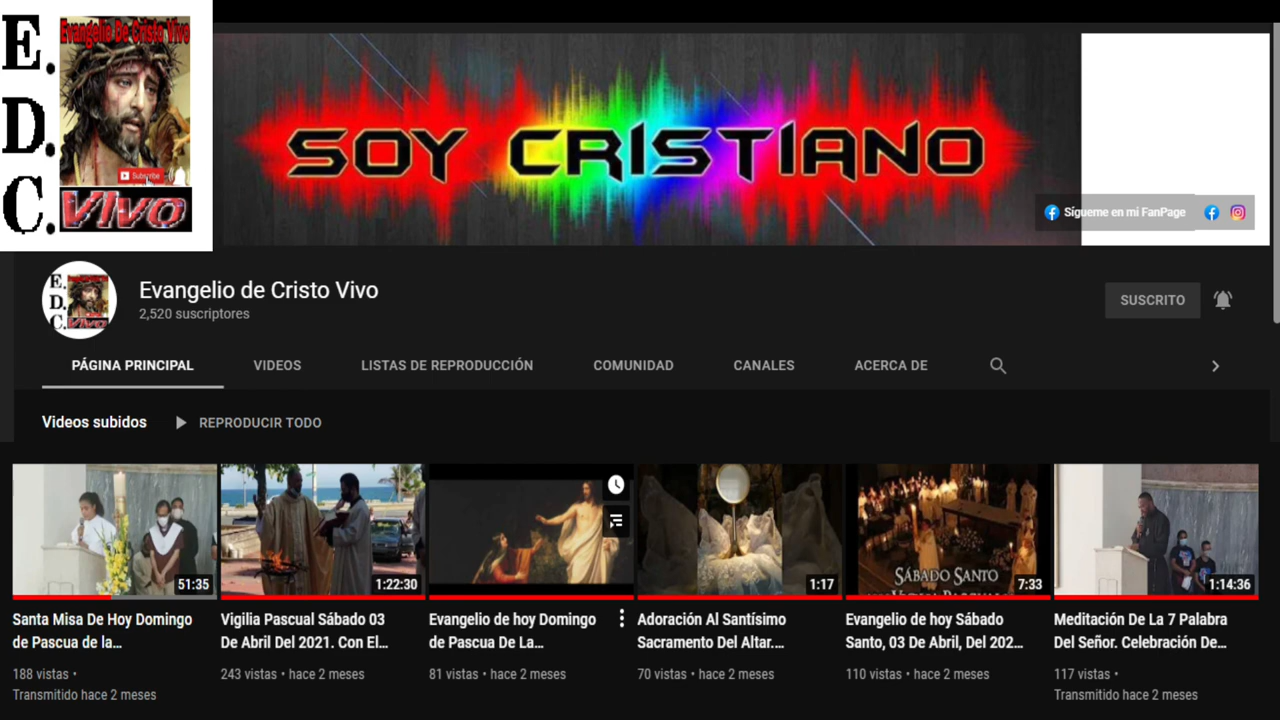 E.
D.
C.
Evangelio De Cristo Vivo
Subscribe
Vivo
SOY CRISTIANO
Sígueme en mi FanPage
E.
D.
C.
Vivo
Evangelio de Cristo Vivo
2,520 suscriptores
SUSCRITO
PÁGINA PRINCIPAL
VIDEOS
LISTAS DE REPRODUCCIÓN
COMUNIDAD
CANALES
ACERCA DE
Videos subidos
REPRODUCIR TODO
51:35
1:22:30
1:17
SÁBADO SANTO
7:33
1:14:36
Santa Misa De Hoy Domingo
de Pascua de la...
188 vistas •
Transmitido hace 2 meses
Vigilia Pascual Sábado 03
De Abril Del 2021. Con El...
243 vistas • hace 2 meses
Evangelio de hoy Domingo
de Pascua De La...
81 vistas • hace 2 meses
Adoración Al Santísimo
Sacramento Del Altar....
70 vistas • hace 2 meses
Evangelio de hoy Sábado
Santo, 03 De Abril, Del 202...
110 vistas • hace 2 meses
Meditación De La 7 Palabra
Del Señor. Celebración De...
117 vistas •
Transmitido hace 2 meses